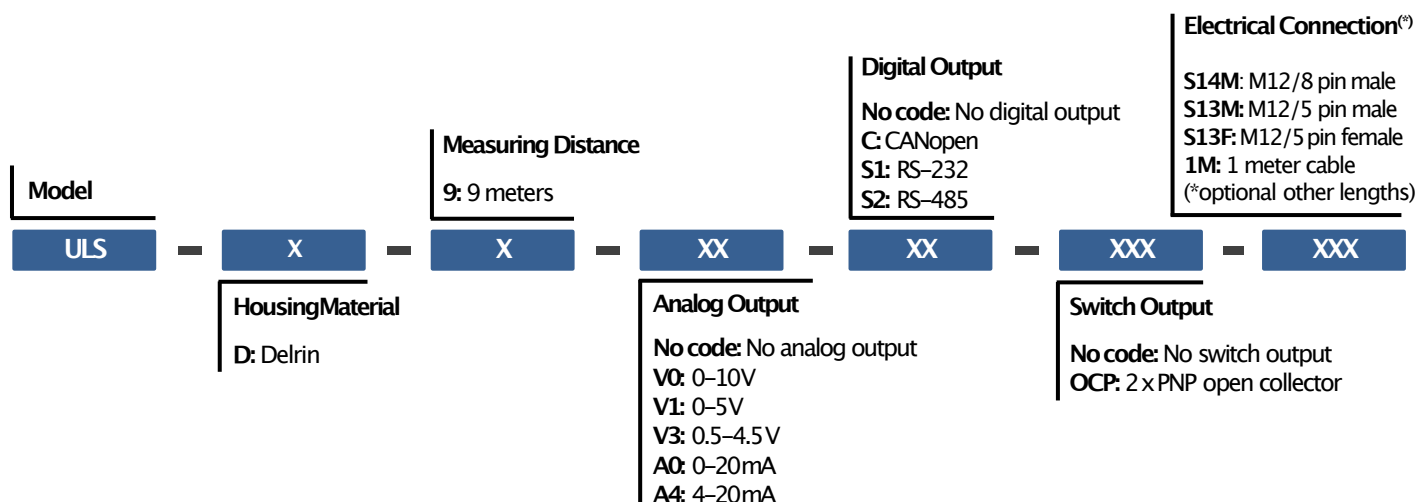 Electrical Connection(*)
S14M: M12/8 pin male
S13M: M12/5 pin male
S13F: M12/5 pin female
1M: 1 meter cable
(*optional other lengths)
Digital Output
No code: No digital output
C: CANopen
S1: RS–232
S2: RS–485
Measuring Distance
9: 9 meters
Model
ULS – X – X – XX – XX – XXX – XXX
Housing Material
D: Delrin
Analog Output
No code: No analog output
V0: 0–10V
V1: 0–5V
V3: 0.5–4.5V
A0: 0–20mA
A4: 4–20mA
Switch Output
No code: No switch output
OCP: 2 x PNP open collector